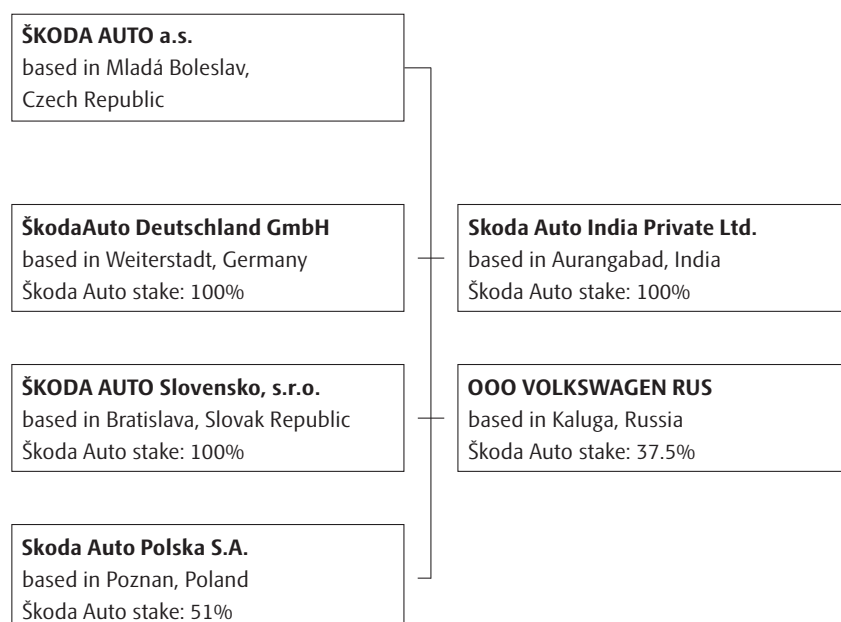 ŠKODA AUTO a.s.
based in Mladá Boleslav,
Czech Republic
ŠkodaAuto Deutschland GmbH
based in Weiterstadt, Germany
Škoda Auto stake: 100%
Skoda Auto India Private Ltd.
based in Aurangabad, India
Škoda Auto stake: 100%
ŠKODA AUTO Slovensko, s.r.o.
based in Bratislava, Slovak Republic
Škoda Auto stake: 100%
OOO VOLKSWAGEN RUS
based in Kaluga, Russia
Škoda Auto stake: 37.5%
Skoda Auto Polska S.A.
based in Poznan, Poland
Škoda Auto stake: 51%